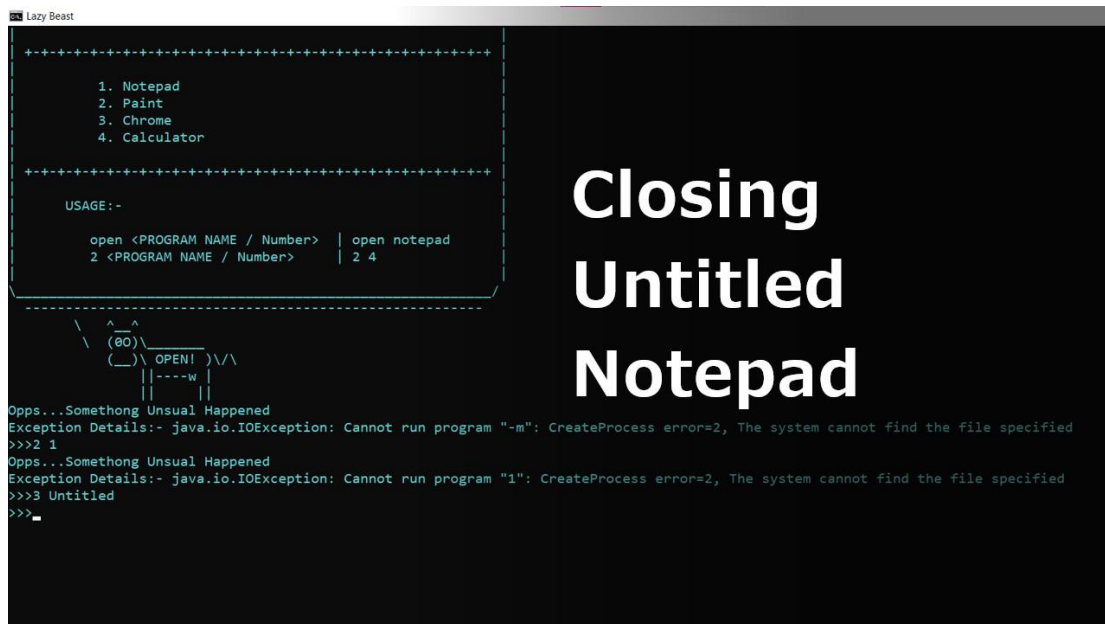 Lazy Beast
+-+-+-+-+-+-+-+-+-+-+-+-+-+-+-+-+-+-+-+-+-+-+-+-+-+-+-+-+
1. Notepad
2. Paint
3. Chrome
4. Calculator
+-+-+-+-+-+-+-+-+-+-+-+-+-+-+-+-+-+-+-+-+-+-+-+-+-+-+-+-+
USAGE:-
open <PROGRAM NAME / Number> | open notepad
2 <PROGRAM NAME / Number> | 2 4
\   ^__^
\  (0O)\_______
(__)\ OPEN! )\/\
||----w |
||     ||
Opps...Somethong Unsual Happened
Exception Details:- java.io.IOException: Cannot run program "-m": CreateProcess error=2, The system cannot find the file specified
>>>2 1
Opps...Somethong Unsual Happened
Exception Details:- java.io.IOException: Cannot run program "1": CreateProcess error=2, The system cannot find the file specified
>>>3 Untitled
>>>_
Closing
Untitled
Notepad